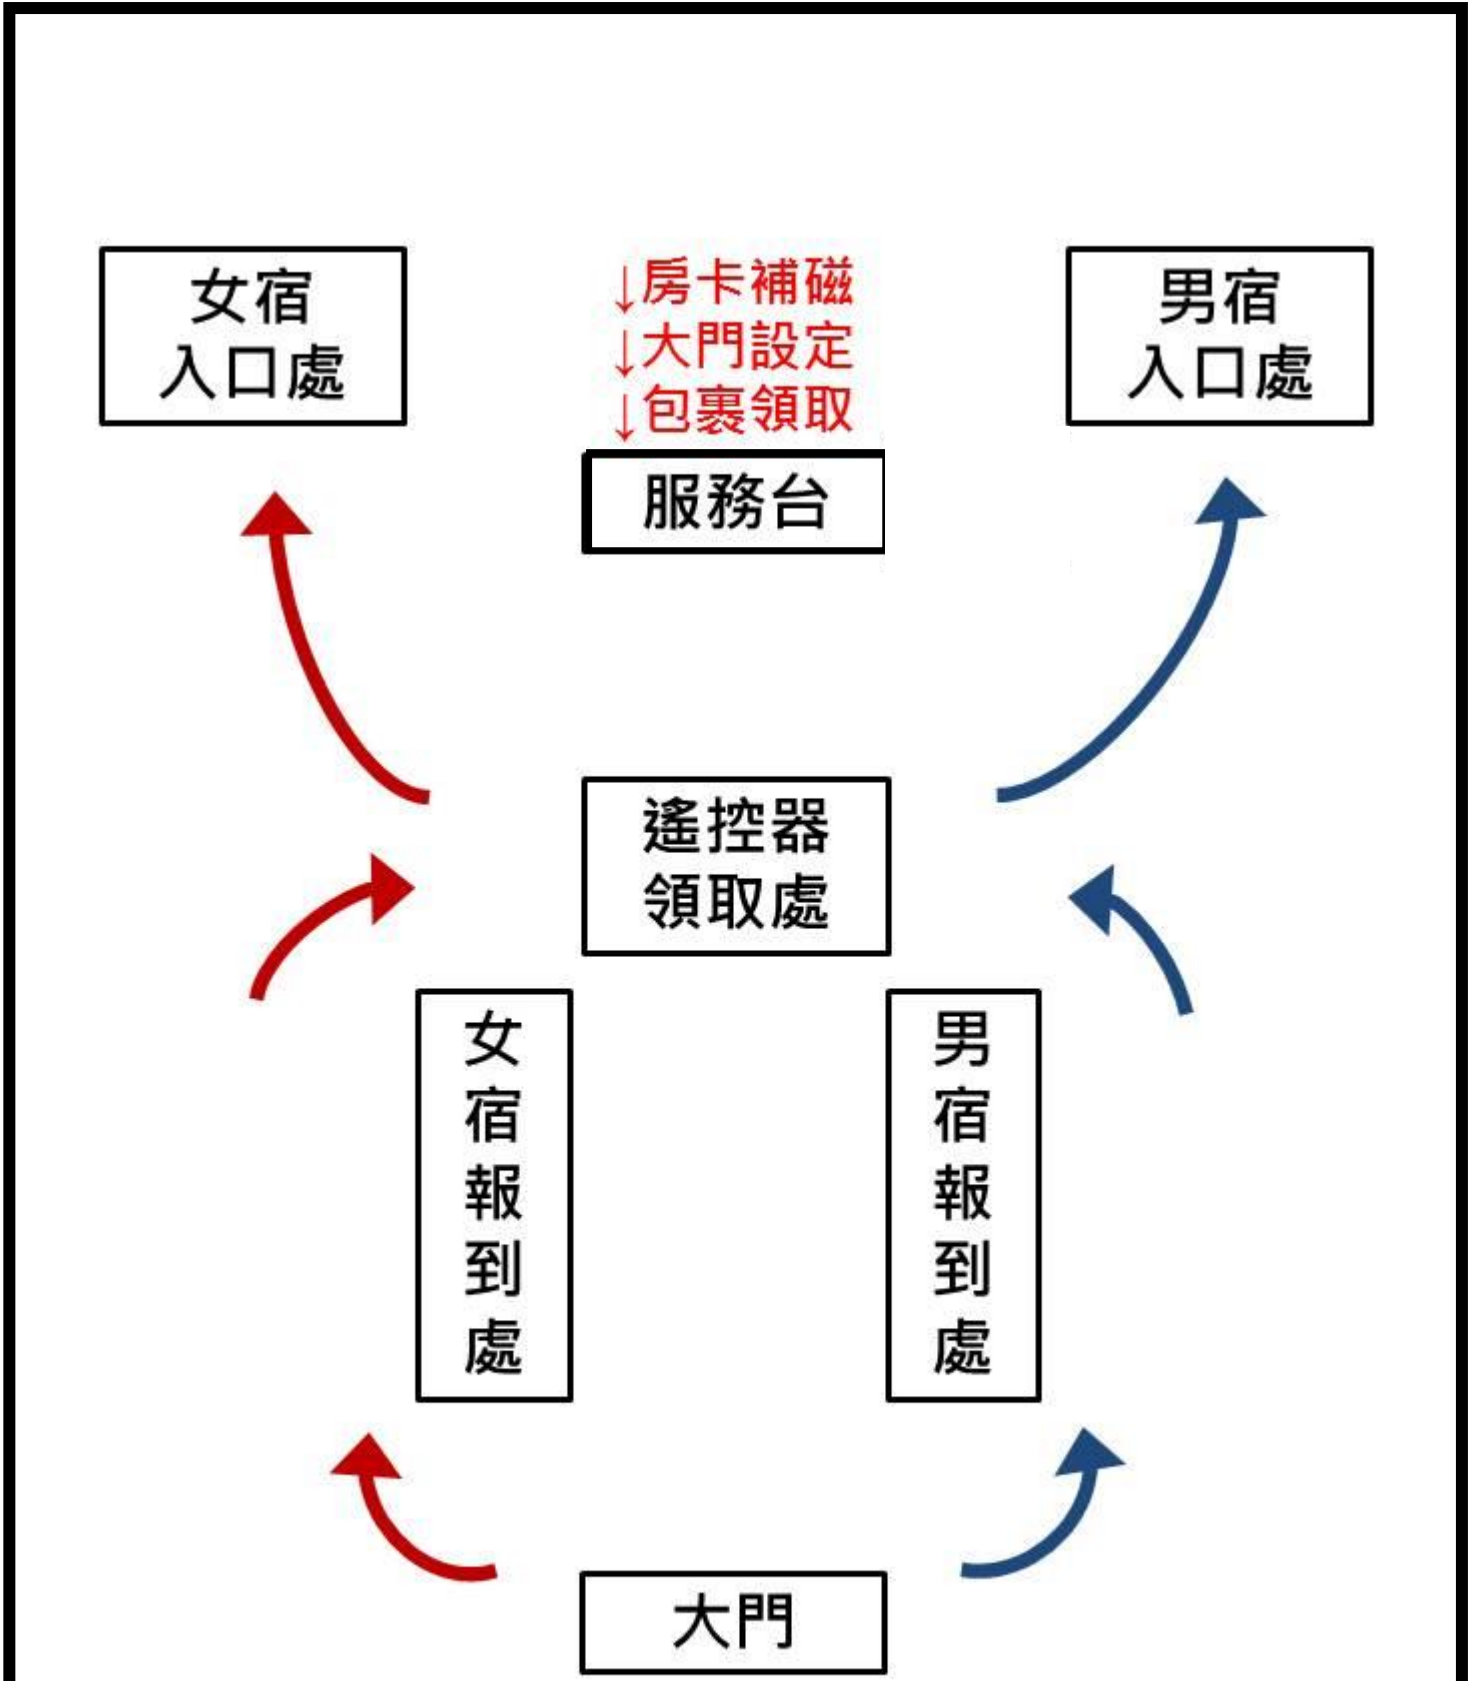 女宿
入口處
↓房卡補磁
↓大門設定
↓包裹領取
服務台
男宿
入口處
遙控器
領取處
女宿報到處
男宿報到處
大門